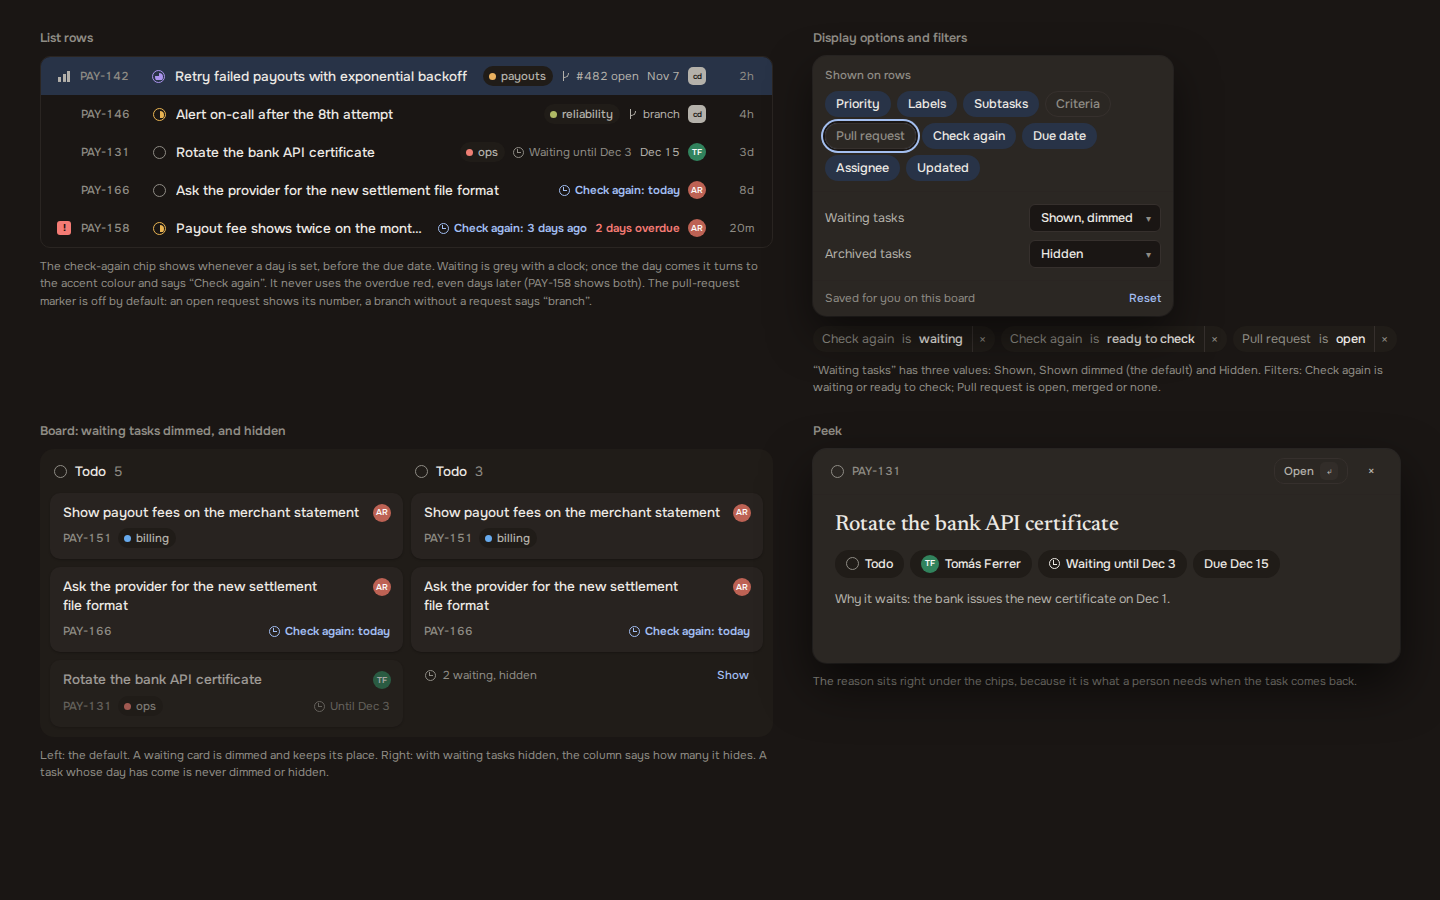 List rows
PAY-142 Retry failed payouts with exponential backoff payouts #482 open Nov 7 cd 2h
PAY-146 Alert on-call after the 8th attempt reliability branch cd 4h
PAY-131 Rotate the bank API certificate ops Waiting until Dec 3 Dec 15 TF 3d
PAY-166 Ask the provider for the new settlement file format Check again: today AR 8d
! PAY-158 Payout fee shows twice on the mont... Check again: 3 days ago 2 days overdue AR 20m
The check-again chip shows whenever a day is set, before the due date. Waiting is grey with a clock; once the day comes it turns to
the accent colour and says “Check again”. It never uses the overdue red, even days later (PAY-158 shows both). The pull-request
marker is off by default: an open request shows its number, a branch without a request says “branch”.
Display options and filters
Shown on rows
Priority Labels Subtasks Criteria
Pull request Check again Due date
Assignee Updated
Waiting tasks Shown, dimmed
Archived tasks Hidden
Saved for you on this board Reset
Check again is waiting × Check again is ready to check × Pull request is open ×
“Waiting tasks” has three values: Shown, Shown dimmed (the default) and Hidden. Filters: Check again is
waiting or ready to check; Pull request is open, merged or none.
Board: waiting tasks dimmed, and hidden
Todo 5
Show payout fees on the merchant statement AR
PAY-151 billing
Ask the provider for the new settlement AR
file format
PAY-166 Check again: today
Rotate the bank API certificate TF
PAY-131 ops Until Dec 3
Todo 3
Show payout fees on the merchant statement AR
PAY-151 billing
Ask the provider for the new settlement AR
file format
PAY-166 Check again: today
2 waiting, hidden Show
Left: the default. A waiting card is dimmed and keeps its place. Right: with waiting tasks hidden, the column says how many it hides. A
task whose day has come is never dimmed or hidden.
Peek
PAY-131 Open ↲ ×
Rotate the bank API certificate
Todo TF Tomás Ferrer Waiting until Dec 3 Due Dec 15
Why it waits: the bank issues the new certificate on Dec 1.
The reason sits right under the chips, because it is what a person needs when the task comes back.